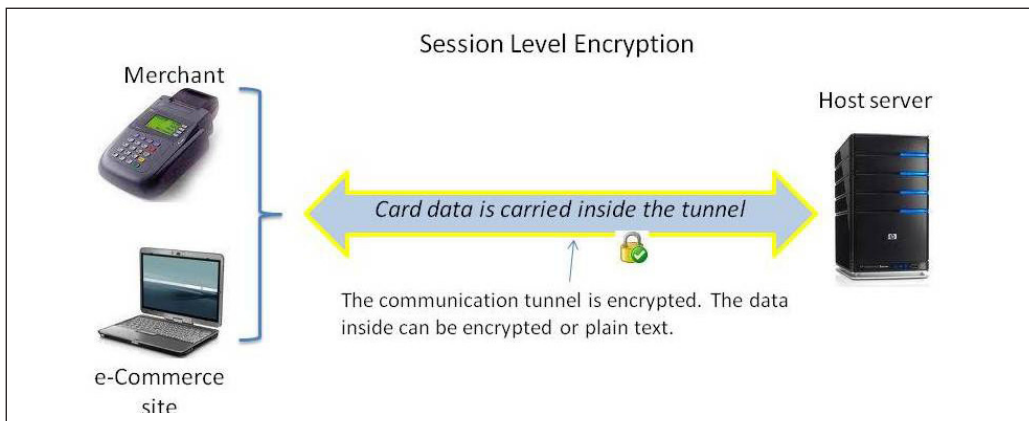 Session Level Encryption
Merchant
Host server
Card data is carried inside the tunnel
The communication tunnel is encrypted. The data
inside can be encrypted or plain text.
e-Commerce
site